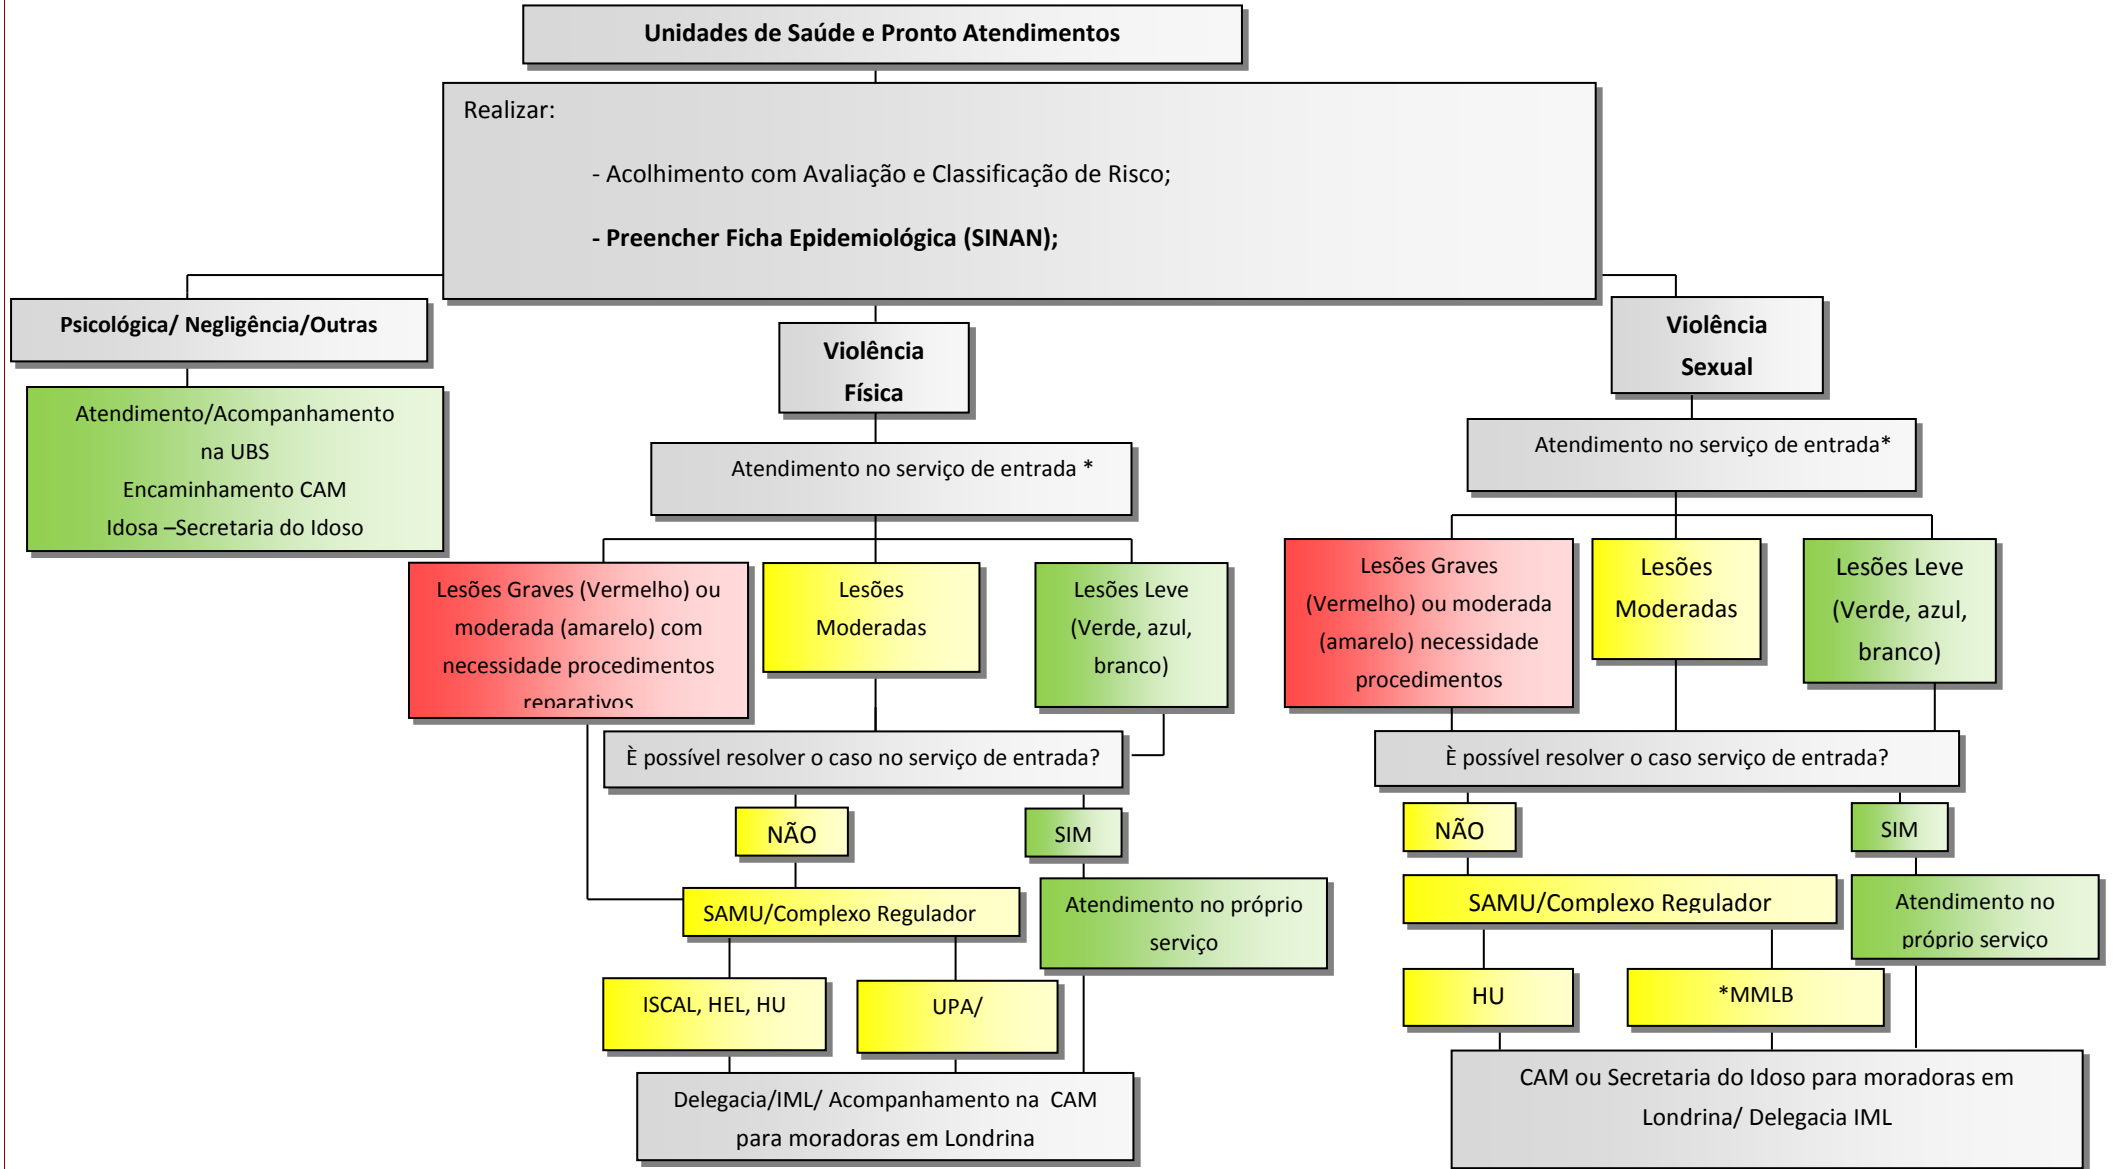 Unidades de Saúde e Pronto Atendimentos
Realizar:
- Acolhimento com Avaliação e Classificação de Risco;
- Preencher Ficha Epidemiológica (SINAN);
Psicológica/ Negligência/Outras
Atendimento/Acompanhamento
na UBS
Encaminhamento CAM
Idosa –Secretaria do Idoso
Violência
Física
Atendimento no serviço de entrada *
Lesões Graves (Vermelho) ou
moderada (amarelo) com
necessidade procedimentos
reparativos
Lesões
Moderadas
Lesões Leve
(Verde, azul,
branco)
È possível resolver o caso no serviço de entrada?
NÃO
SIM
SAMU/Complexo Regulador
Atendimento no próprio
serviço
ISCAL, HEL, HU
UPA/
Delegacia/IML/ Acompanhamento na CAM
para moradoras em Londrina
Violência
Sexual
Atendimento no serviço de entrada*
Lesões Graves
(Vermelho) ou moderada
(amarelo) necessidade
procedimentos
Lesões
Moderadas
Lesões Leve
(Verde, azul,
branco)
È possível resolver o caso serviço de entrada?
NÃO
SIM
SAMU/Complexo Regulador
Atendimento no
próprio serviço
HU
*MMLB
CAM ou Secretaria do Idoso para moradoras em
Londrina/ Delegacia IML